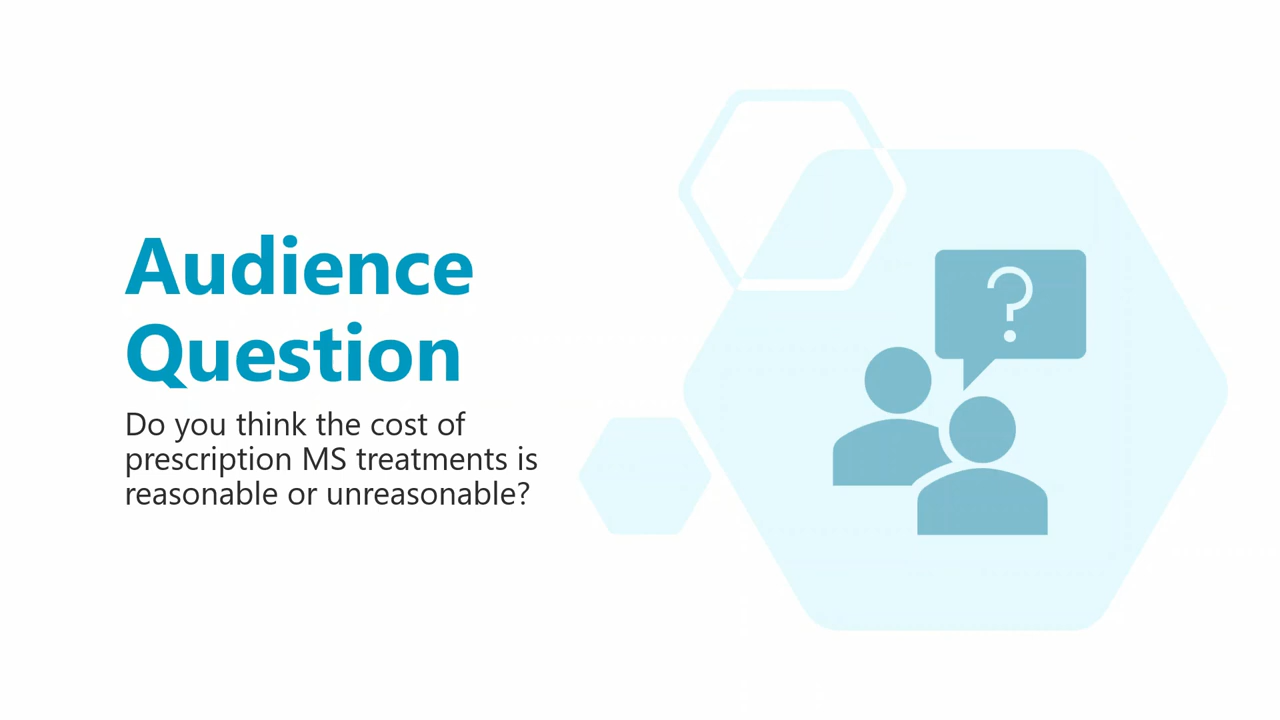 Audience
Question
Do you think the cost of
prescription MS treatments is
reasonable or unreasonable?
?